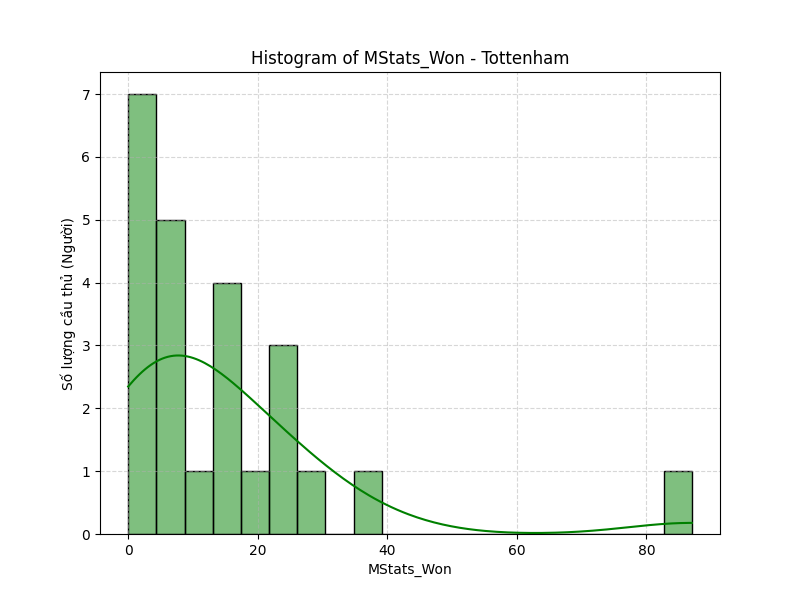 Histogram of MStats_Won - Tottenham
Số lượng cầu thủ (Người)
7
6
5
4
3
2
1
0
0 20 40 60 80
MStats_Won